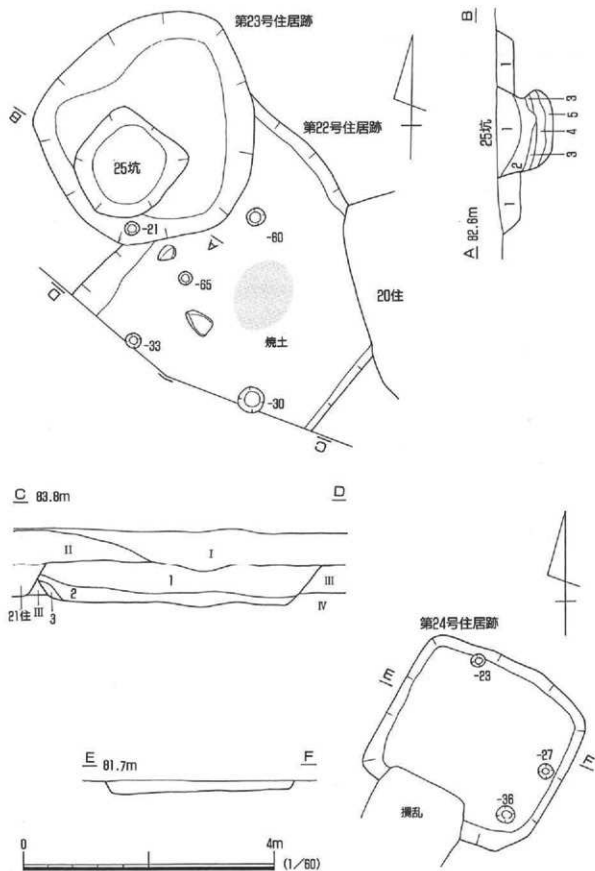 第23号住居跡
B
第22号住居跡
25坑
-21
A
-60
-65
20住
D
焼土
-33
-30
C
B
1
3
5
4
3
25坑
1
2
1
A 82.6m
C 83.8m
D
II
I
1
III
2
21住
III
3
IV
第24号住居跡
-23
E
-27
F
-36
攪乱
E 81.7m
F
0
4m
(1/60)